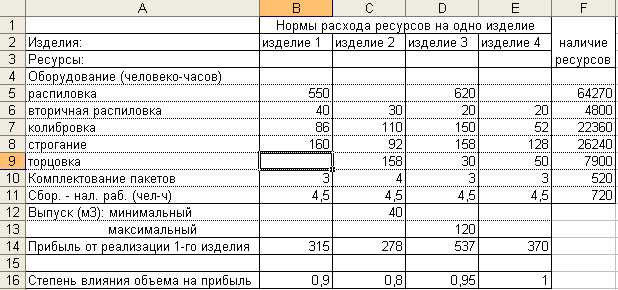 A B C D E F
1 Нормы расхода ресурсов на одно изделие
2 Изделия: изделие 1 изделие 2 изделие 3 изделие 4 наличие
3 Ресурсы: ресурсов
4 Оборудование (человеко-часов)
5 распиловка 550 620 64270
6 вторичная распиловка 40 30 20 20 4800
7 колибровка 86 110 150 52 22360
8 строгание 160 92 158 128 26240
9 торцовка 158 30 50 7900
10 Комплектование пакетов 3 4 3 3 520
11 Сбор. - нал. раб. (чел-ч) 4,5 4,5 4,5 4,5 720
12 Выпуск (м3): минимальный 40
13 максимальный 120
14 Прибыль от реализации 1-го изделия 315 278 537 370
15
16 Степень влияния объема на прибыль 0,9 0,8 0,95 1